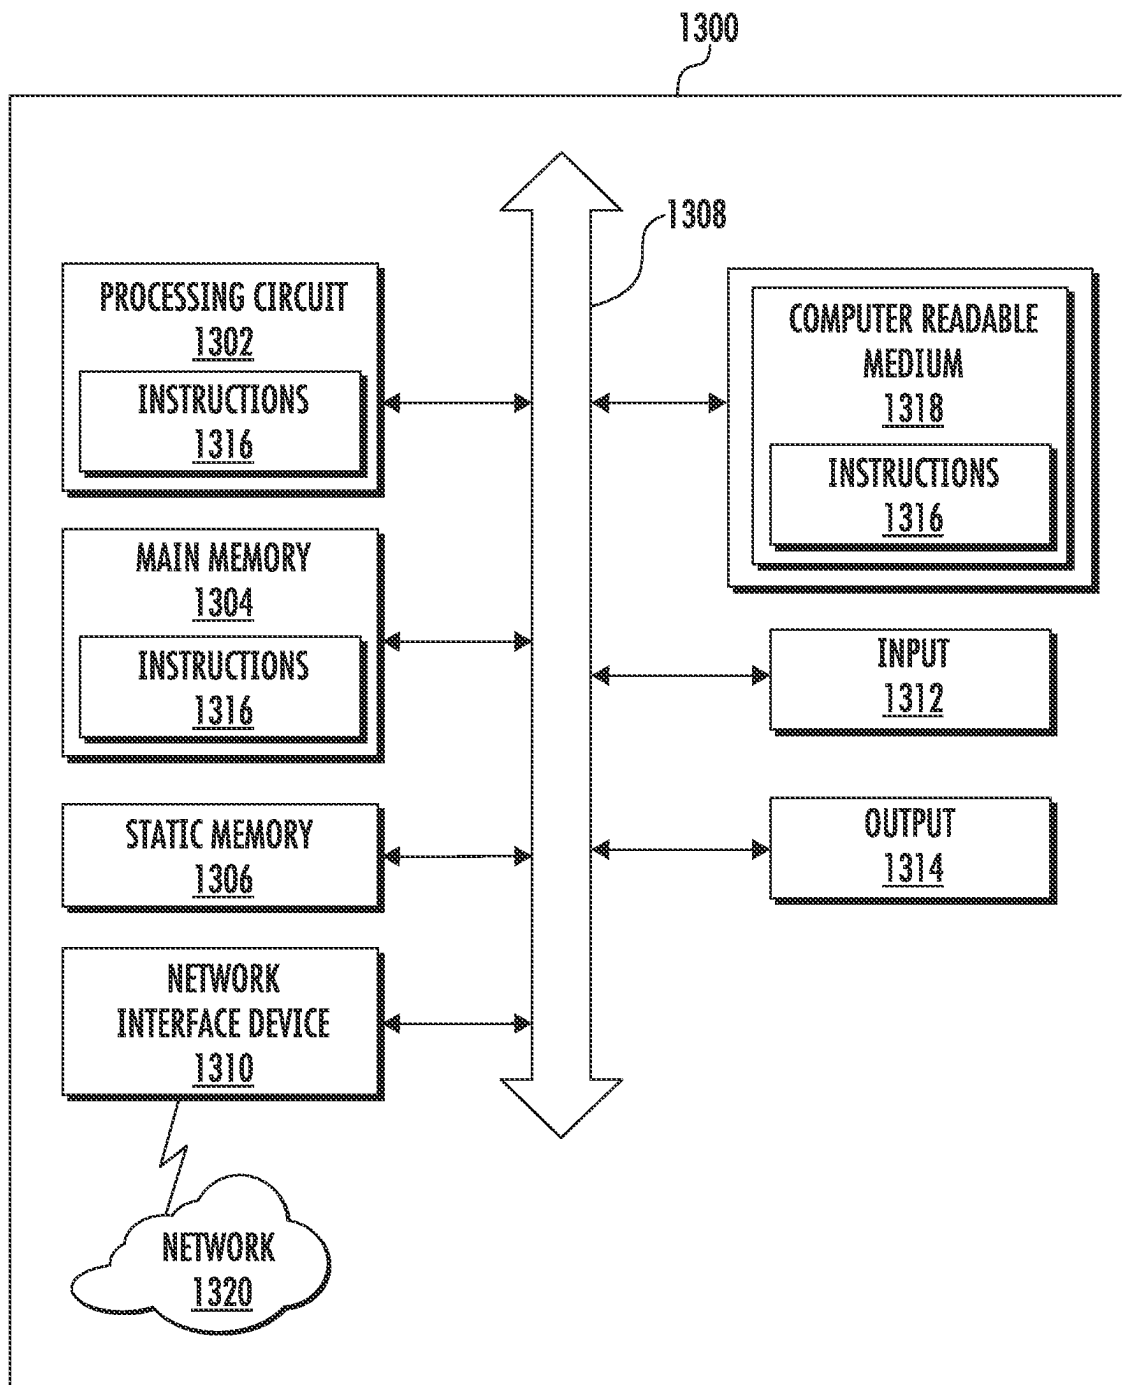 1300
1308
PROCESSING CIRCUIT
1302
INSTRUCTIONS
1316
MAIN MEMORY
1304
INSTRUCTIONS
1316
STATIC MEMORY
1306
NETWORK
INTERFACE DEVICE
1310
NETWORK
1320
COMPUTER READABLE
MEDIUM
1318
INSTRUCTIONS
1316
INPUT
1312
OUTPUT
1314